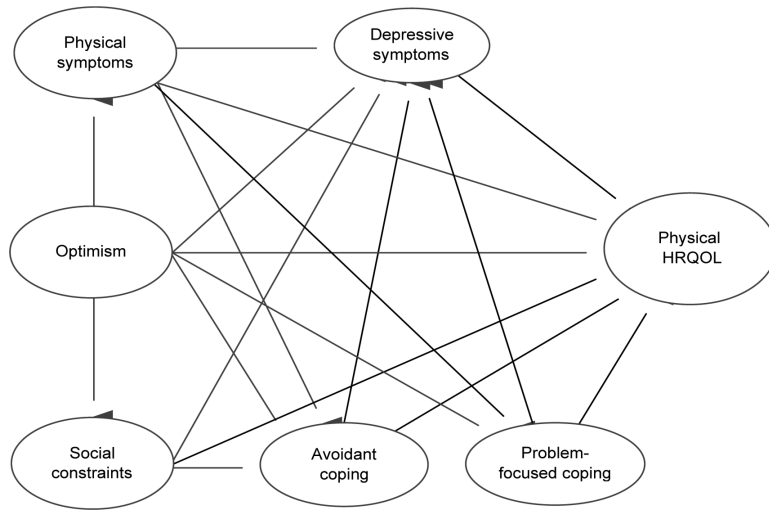 Physical
symptoms
Depressive
symptoms
Optimism
Physical
HRQOL
Social
constraints
Avoidant
coping
Problem-
focused coping